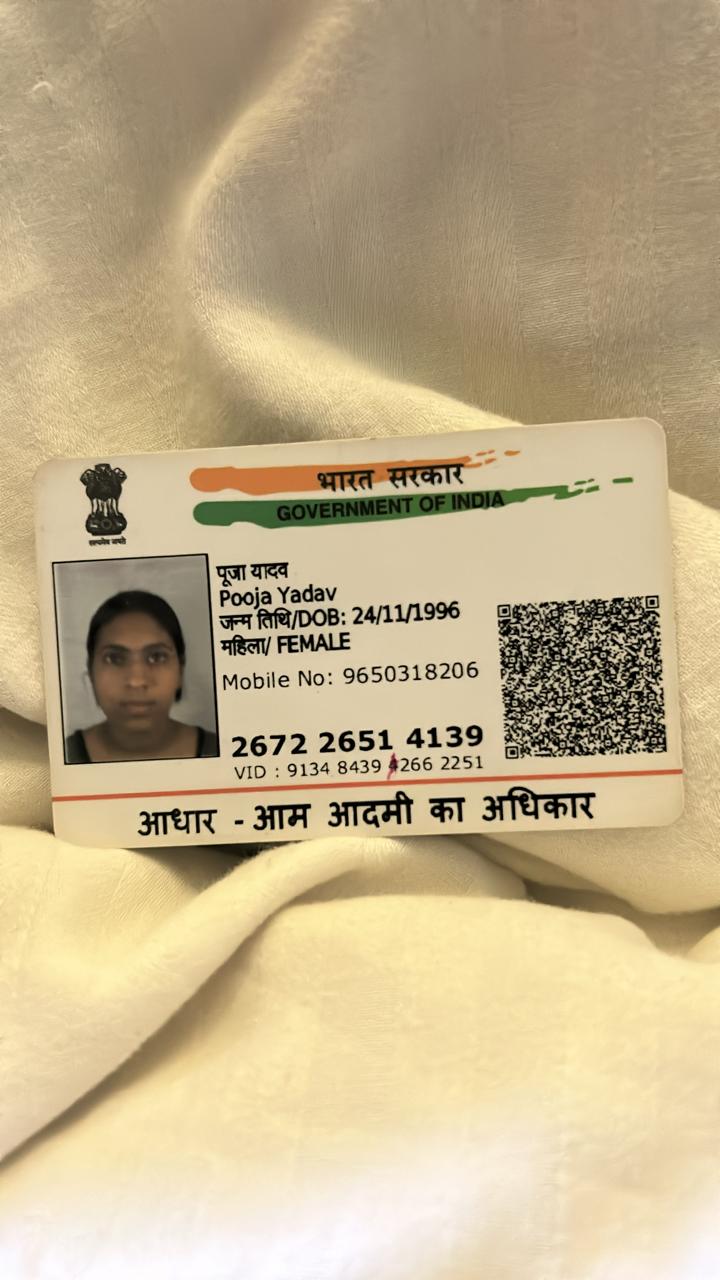 सत्यमेव जयते
भारत सरकार
GOVERNMENT OF INDIA
पूजा यादव
Pooja Yadav
जन्म तिथि/DOB: 24/11/1996
महिला/ FEMALE
Mobile No: 9650318206
2672 2651 4139
VID : 9134 8439 4266 2251
आधार - आम आदमी का अधिकार